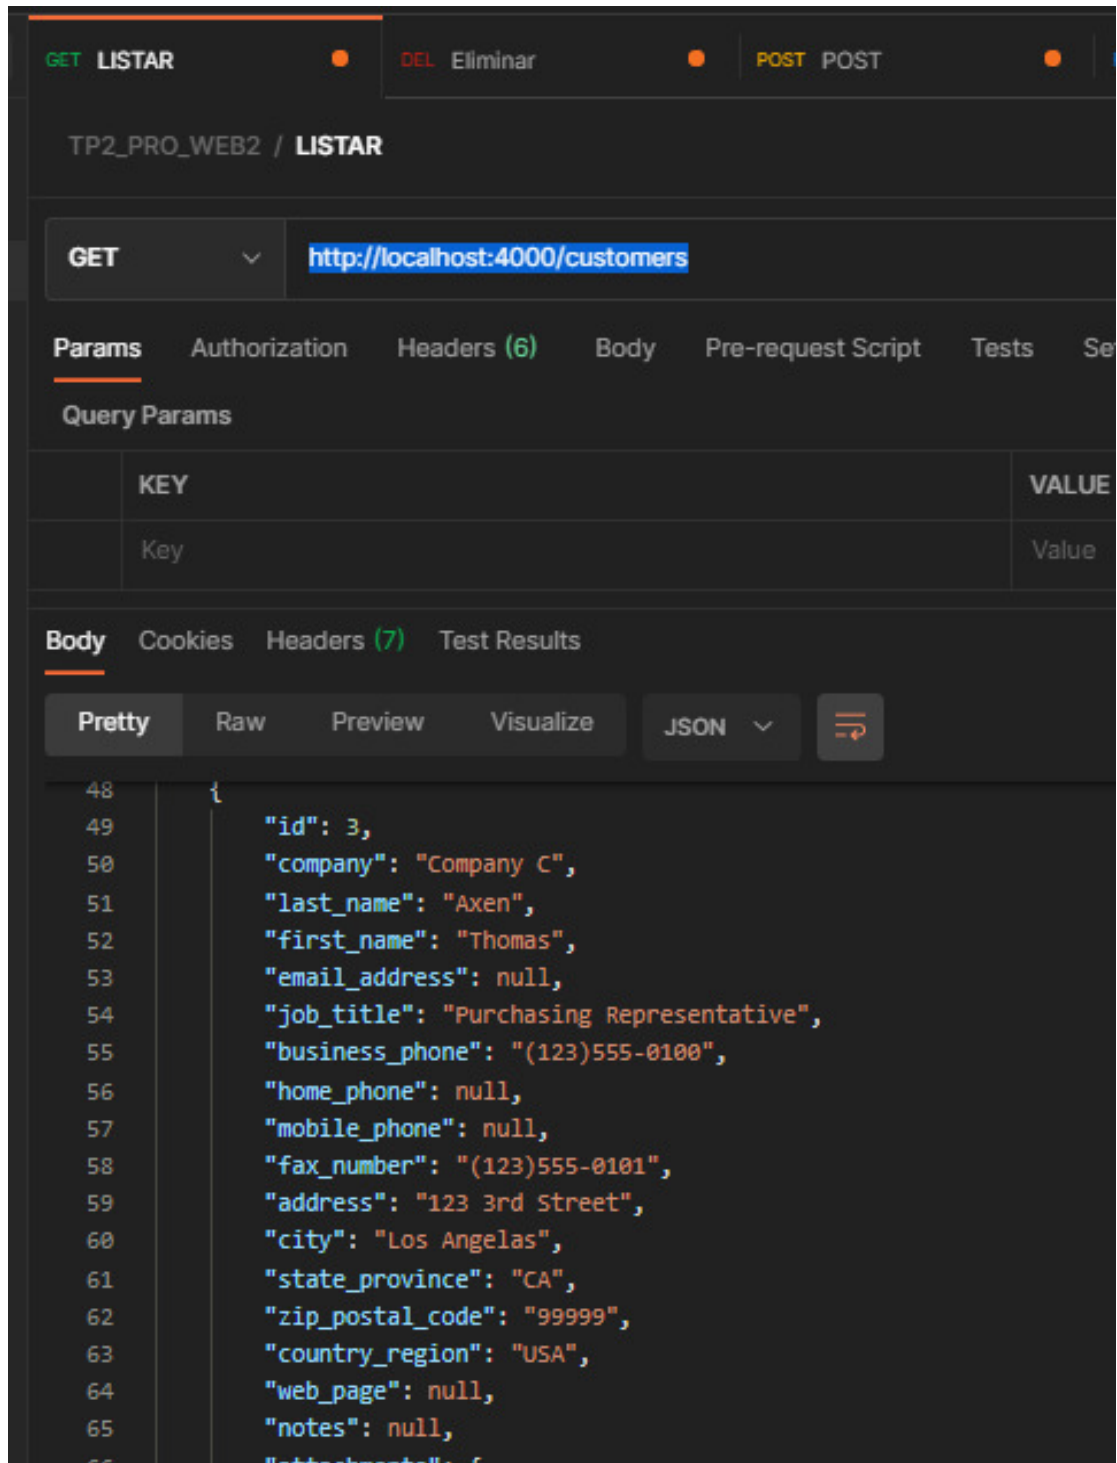 GET LISTAR DEL Eliminar POST POST
TP2_PRO_WEB2 / LISTAR
GET http://localhost:4000/customers
Params Authorization Headers (6) Body Pre-request Script Tests Se
Query Params
KEY VALUE
Key Value
Body Cookies Headers (7) Test Results
Pretty Raw Preview Visualize JSON
48 {
49 "id": 3,
50 "company": "Company C",
51 "last_name": "Axen",
52 "first_name": "Thomas",
53 "email_address": null,
54 "job_title": "Purchasing Representative",
55 "business_phone": "(123)555-0100",
56 "home_phone": null,
57 "mobile_phone": null,
58 "fax_number": "(123)555-0101",
59 "address": "123 3rd Street",
60 "city": "Los Angelas",
61 "state_province": "CA",
62 "zip_postal_code": "99999",
63 "country_region": "USA",
64 "web_page": null,
65 "notes": null,